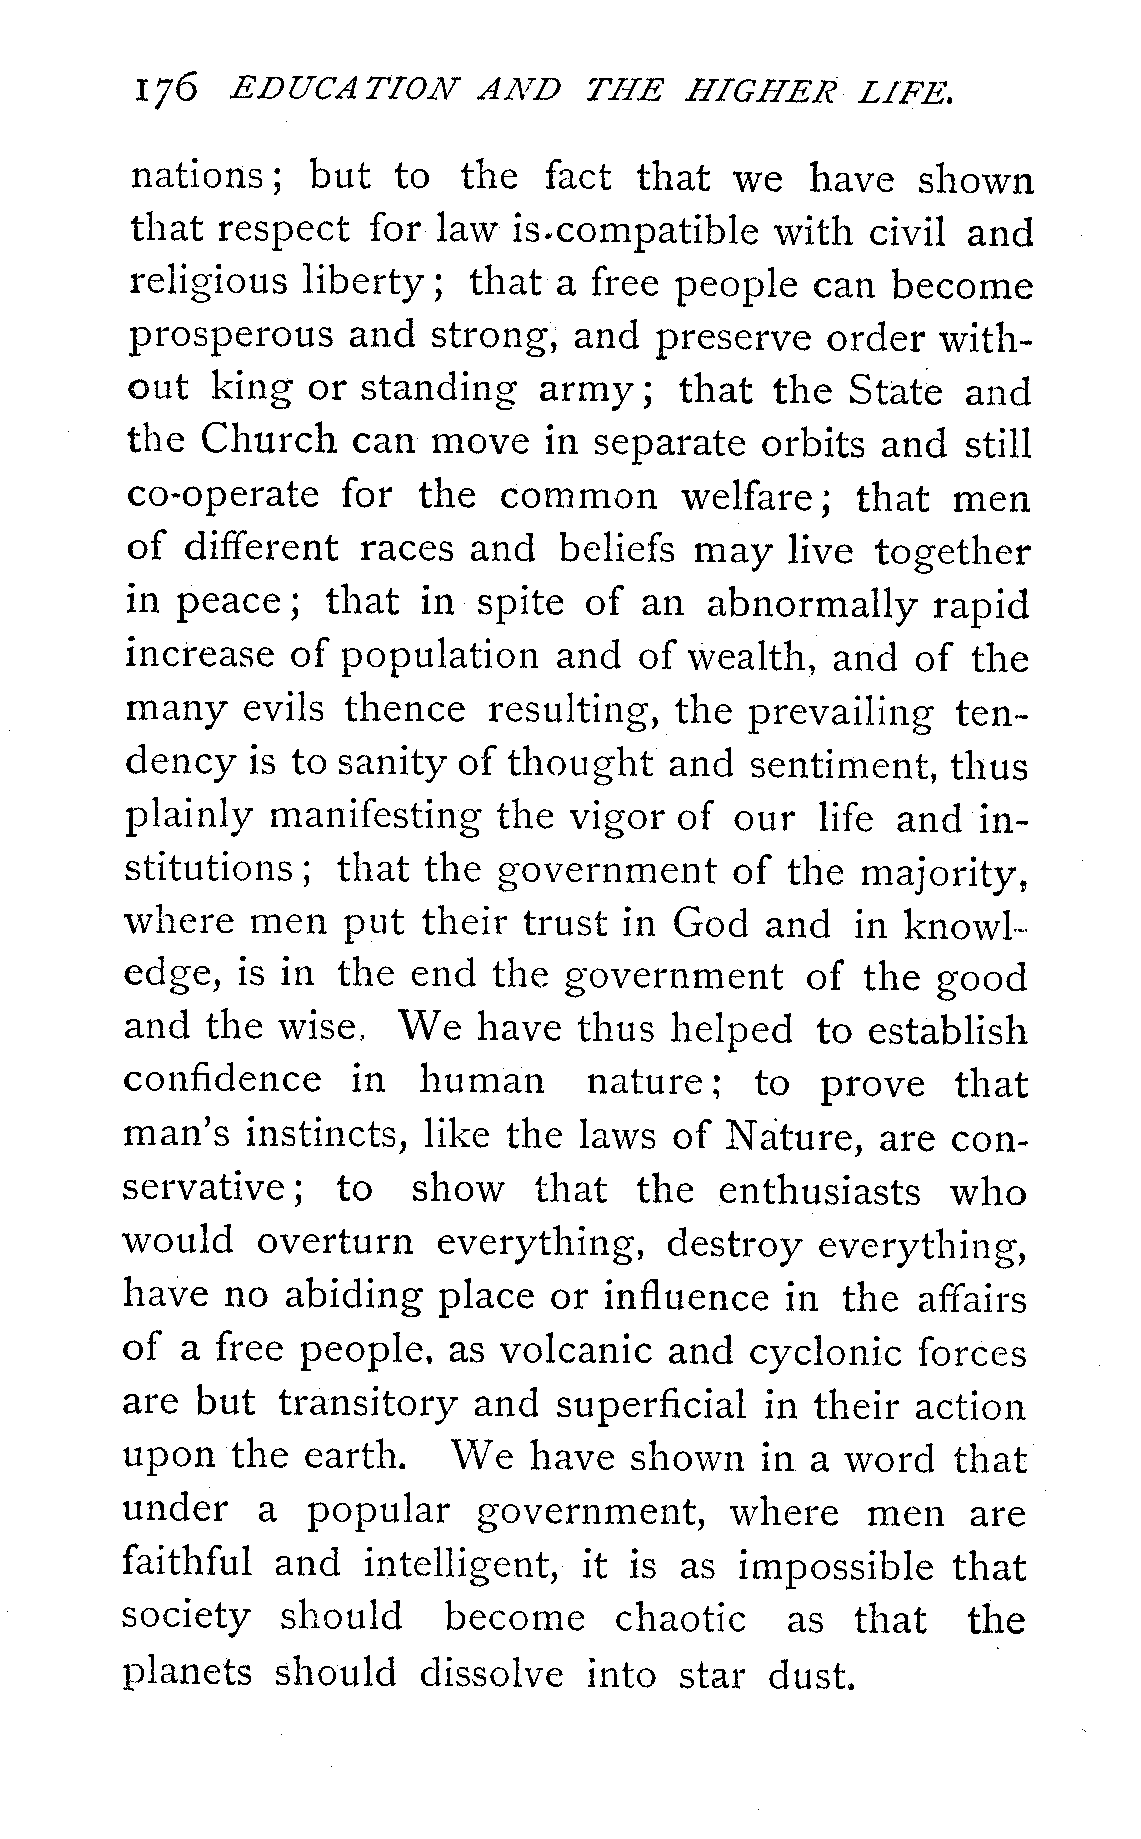 176 EDUCATION AND THE HIGHER LIFE.
nations; but to the fact that we have shown
that respect for law is compatible with civil and
religious liberty; that a free people can become
prosperous and strong, and preserve order with-
out king or standing army; that the State and
the Church can move in separate orbits and still
co-operate for the common welfare; that men
of different races and beliefs may live together
in peace; that in spite of an abnormally rapid
increase of population and of wealth, and of the
many evils thence resulting, the prevailing ten-
dency is to sanity of thought and sentiment, thus
plainly manifesting the vigor of our life and in-
stitutions; that the government of the majority,
where men put their trust in God and in knowl-
edge, is in the end the government of the good
and the wise. We have thus helped to establish
confidence in human nature; to prove that
man's instincts, like the laws of Nature, are con-
servative; to show that the enthusiasts who
would overturn everything, destroy everything,
have no abiding place or influence in the affairs
of a free people, as volcanic and cyclonic forces
are but transitory and superficial in their action
upon the earth. We have shown in a word that
under a popular government, where men are
faithful and intelligent, it is as impossible that
society should become chaotic as that the
planets should dissolve into star dust.